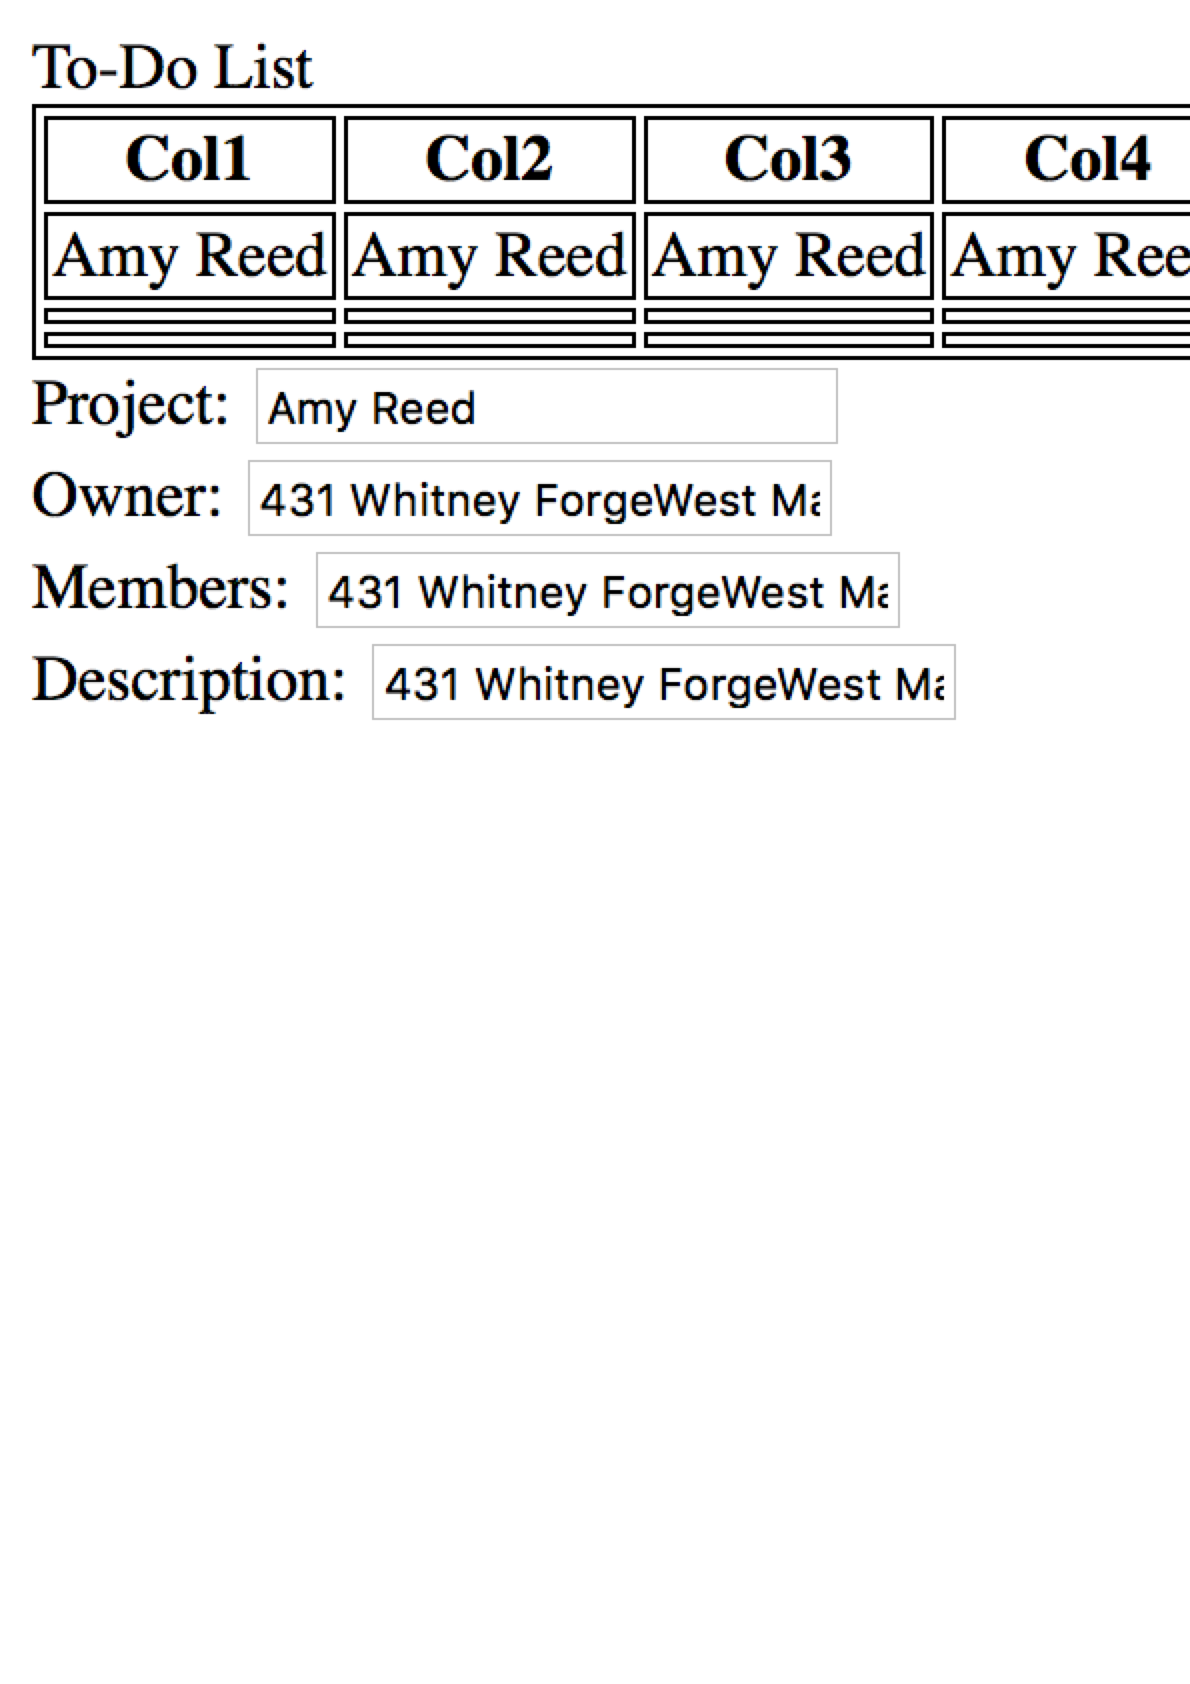 To-Do List
Col1 Col2 Col3 Col4
Amy Reed Amy Reed Amy Reed Amy Ree
Project: Amy Reed
Owner: 431 Whitney ForgeWest Ma
Members: 431 Whitney ForgeWest Ma
Description: 431 Whitney ForgeWest Ma